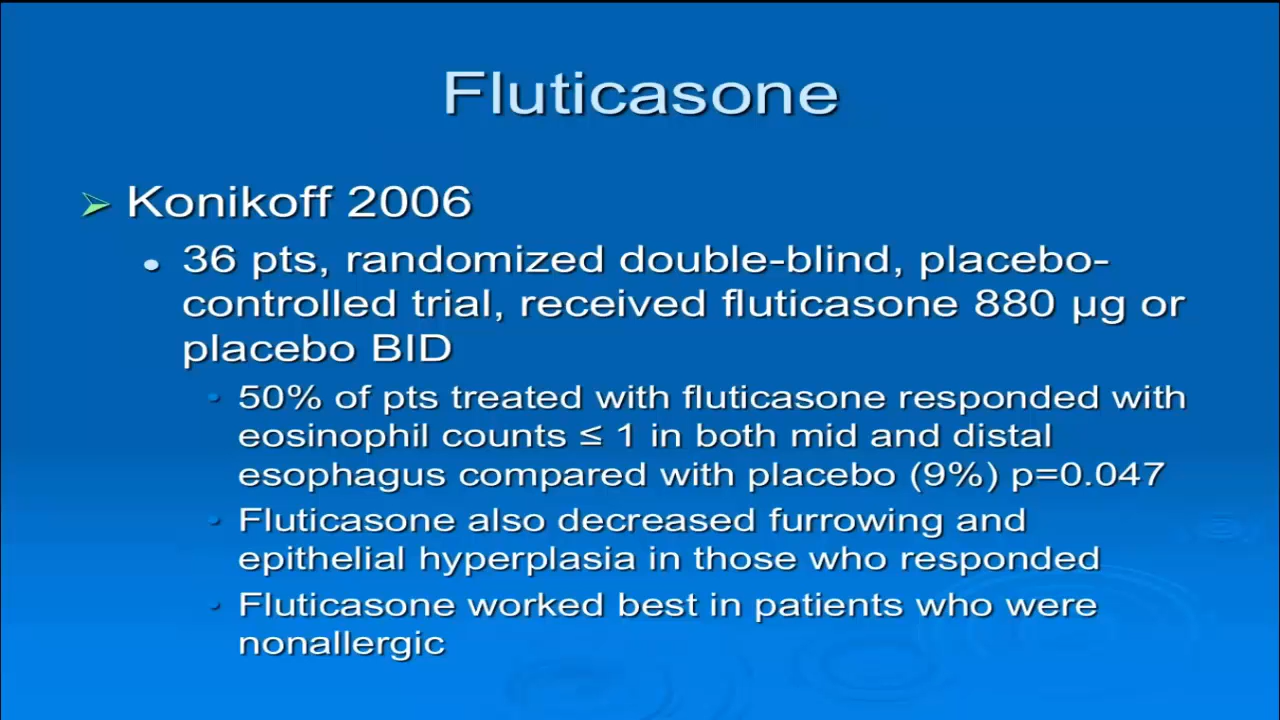 Fluticasone
Konikoff 2006
36 pts, randomized double-blind, placebo-
controlled trial, received fluticasone 880 µg or
placebo BID
50% of pts treated with fluticasone responded with
eosinophil counts ≤ 1 in both mid and distal
esophagus compared with placebo (9%) p=0.047
Fluticasone also decreased furrowing and
epithelial hyperplasia in those who responded
Fluticasone worked best in patients who were
nonallergic